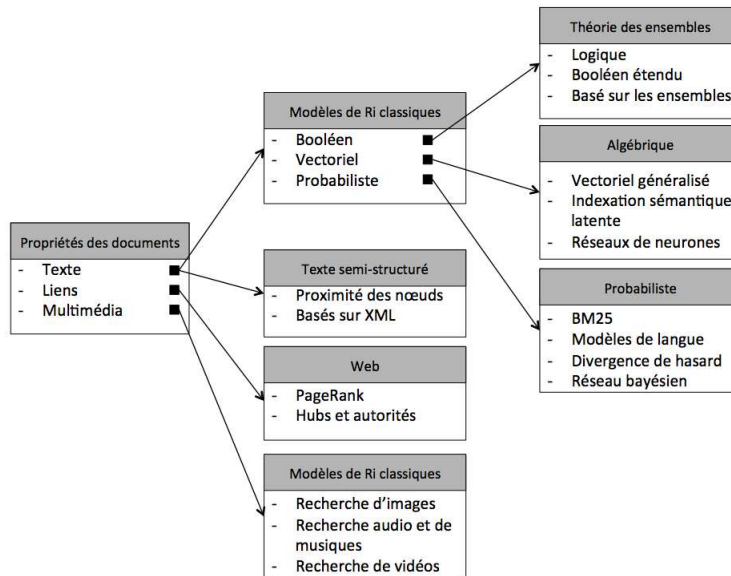 Propriétés des documents
- Texte
- Liens
- Multimédia
Modèles de Ri classiques
- Booléen
- Vectoriel
- Probabiliste
Texte semi-structuré
- Proximité des nœuds
- Basés sur XML
Web
- PageRank
- Hubs et autorités
Modèles de Ri classiques
- Recherche d'images
- Recherche audio et de
musiques
- Recherche de vidéos
Théorie des ensembles
- Logique
- Booléen étendu
- Basé sur les ensembles
Algébrique
- Vectoriel généralisé
- Indexation sémantique
latente
- Réseaux de neurones
Probabiliste
- BM25
- Modèles de langue
- Divergence de hasard
- Réseau bayésien